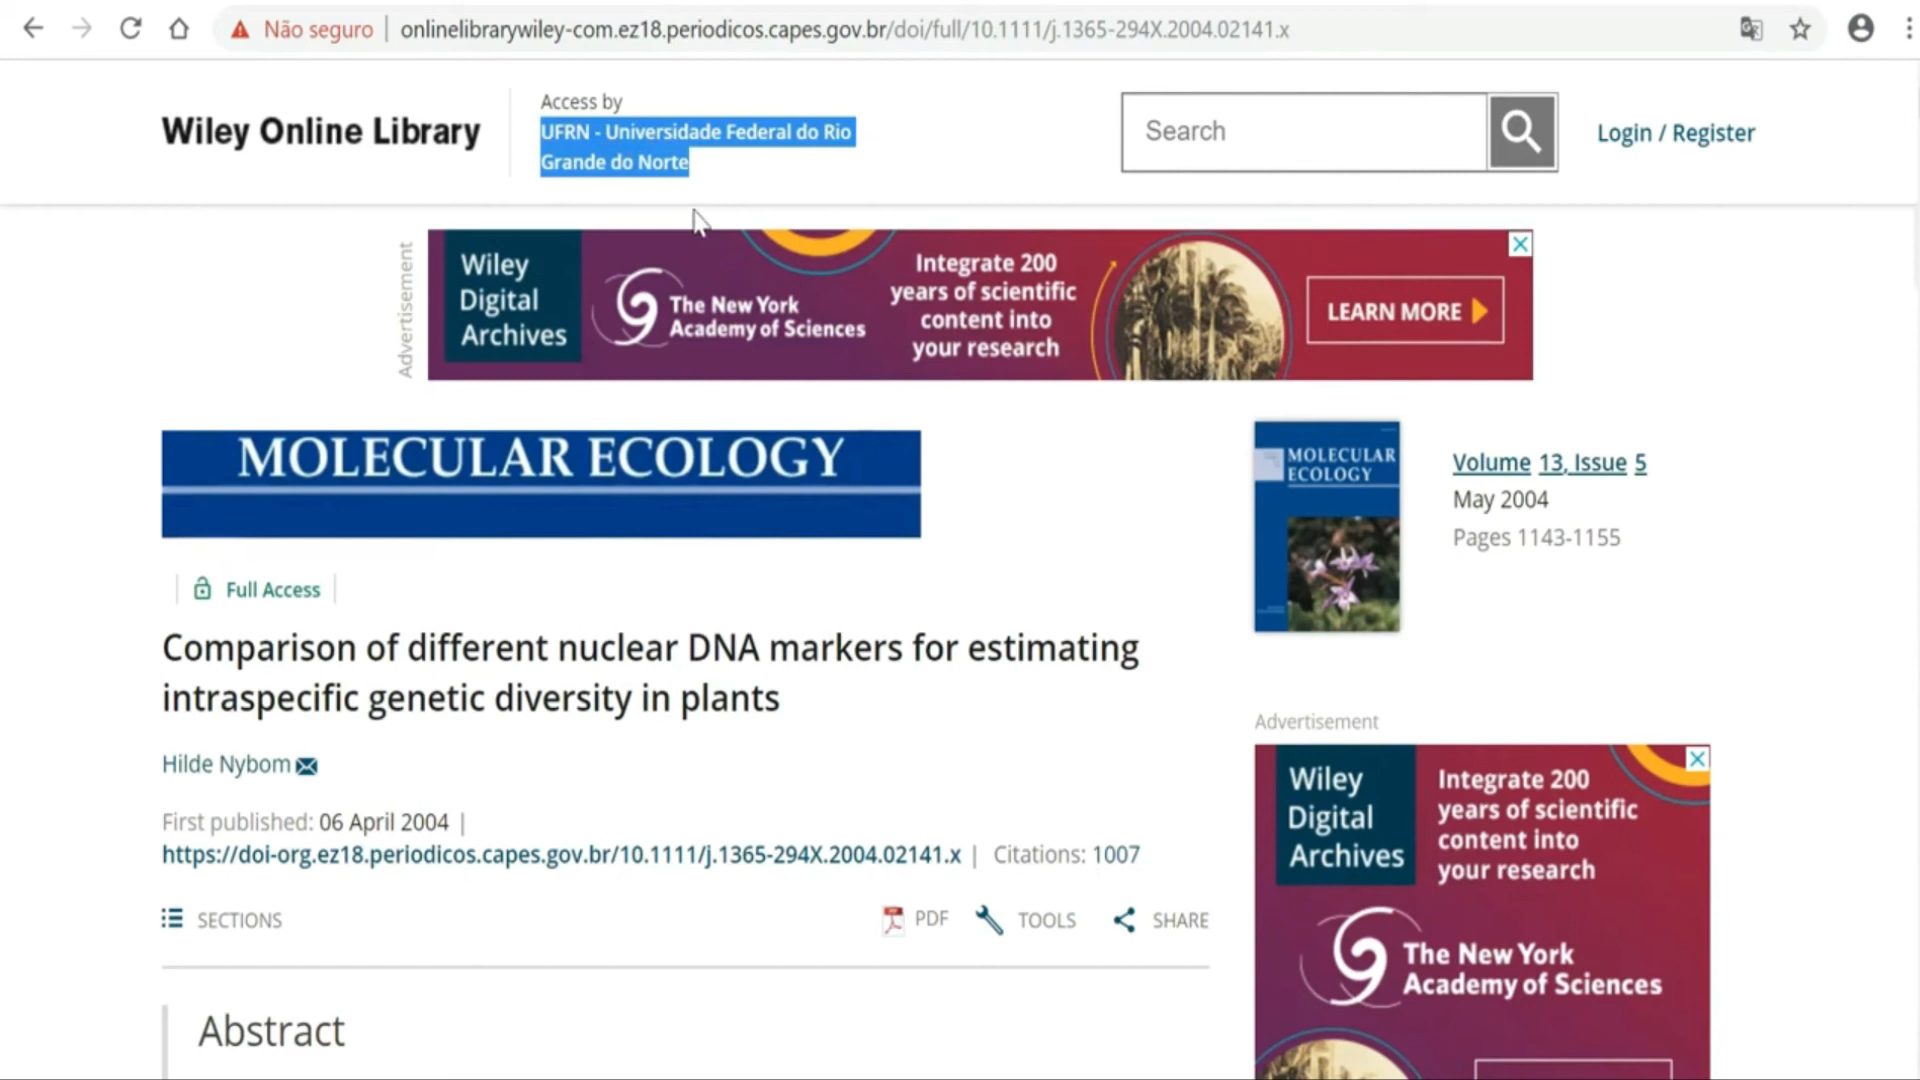 Não seguro
onlinelibrarywiley-com.ez18.periodicos.capes.gov.br/doi/full/10.1111/j.1365-294X.2004.02141.x
Wiley Online Library
Access by
UFRN - Universidade Federal do Rio
Grande do Norte
Search
Login / Register
Advertisement
Wiley
Digital
Archives
The New York
Academy of Sciences
Integrate 200
years of scientific
content into
your research
LEARN MORE
MOLECULAR ECOLOGY
MOLECULAR
ECOLOGY
Volume 13, Issue 5
May 2004
Pages 1143-1155
Full Access
Comparison of different nuclear DNA markers for estimating
intraspecific genetic diversity in plants
Hilde Nybom
First published: 06 April 2004 |
https://doi-org.ez18.periodicos.capes.gov.br/10.1111/j.1365-294X.2004.02141.x | Citations: 1007
SECTIONS
PDF
TOOLS
SHARE
Abstract
Advertisement
Wiley
Digital
Archives
Integrate 200
years of scientific
content into
your research
The New York
Academy of Sciences